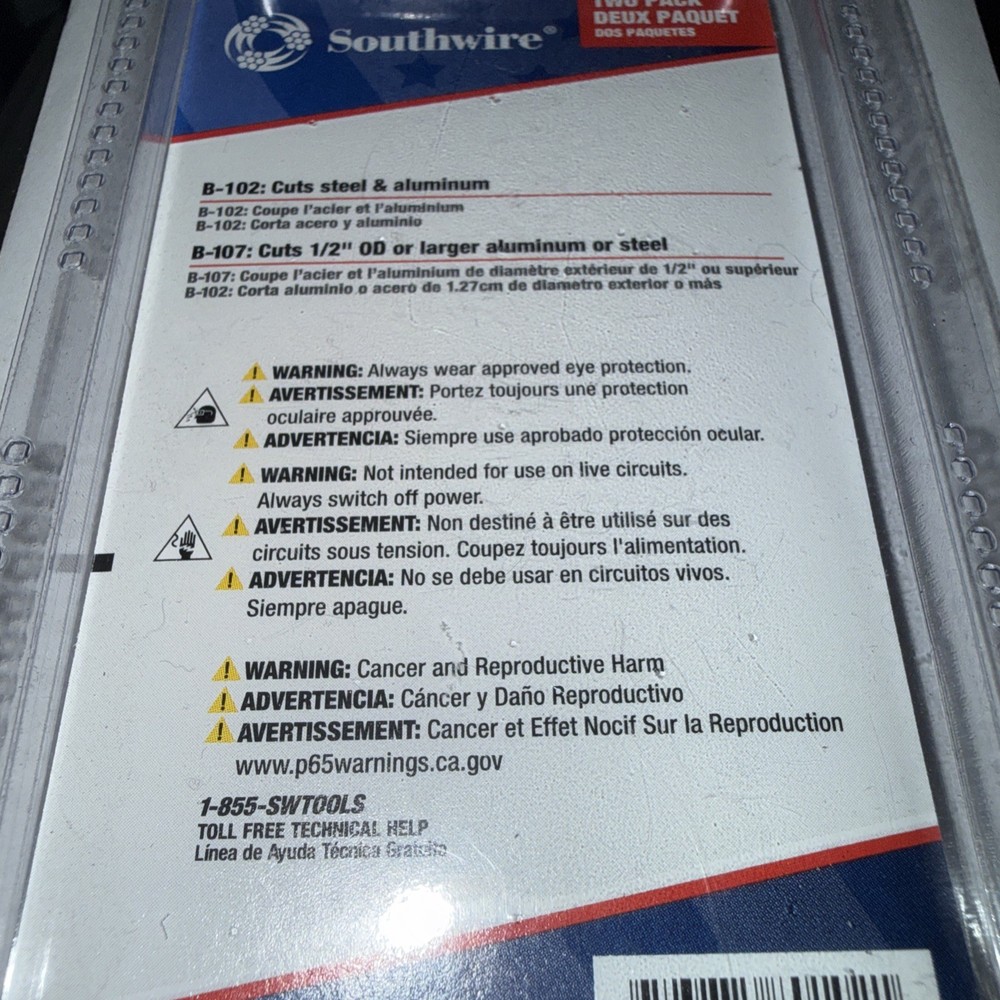 TWO PACK
Southwire®
DEUX PAQUET
DOS PAQUETES
B-102: Cuts steel & aluminum
B-102: Coupe l'acier et l'aluminium
B-102: Corta acero y aluminio
B-107: Cuts 1/2" OD or larger aluminum or steel
B-107: Coupe l'acier et l'aluminium de diamètre extérieur de 1/2" ou supérieur
B-102: Corta aluminio o acero de 1.27cm de diametro exterior o más
WARNING: Always wear approved eye protection.
AVERTISSEMENT: Portez toujours une protection
oculaire approuvée.
ADVERTENCIA: Siempre use aprobado protección ocular.
WARNING: Not intended for use on live circuits.
Always switch off power.
AVERTISSEMENT: Non destiné à être utilisé sur des
circuits sous tension. Coupez toujours l'alimentation.
ADVERTENCIA: No se debe usar en circuitos vivos.
Siempre apague.
WARNING: Cancer and Reproductive Harm
ADVERTENCIA: Cáncer y Daño Reproductivo
AVERTISSEMENT: Cancer et Effet Nocif Sur la Reproduction
www.p65warnings.ca.gov
1-855-SWTOOLS
TOLL FREE TECHNICAL HELP
Línea de Ayuda Técnica Gratuita